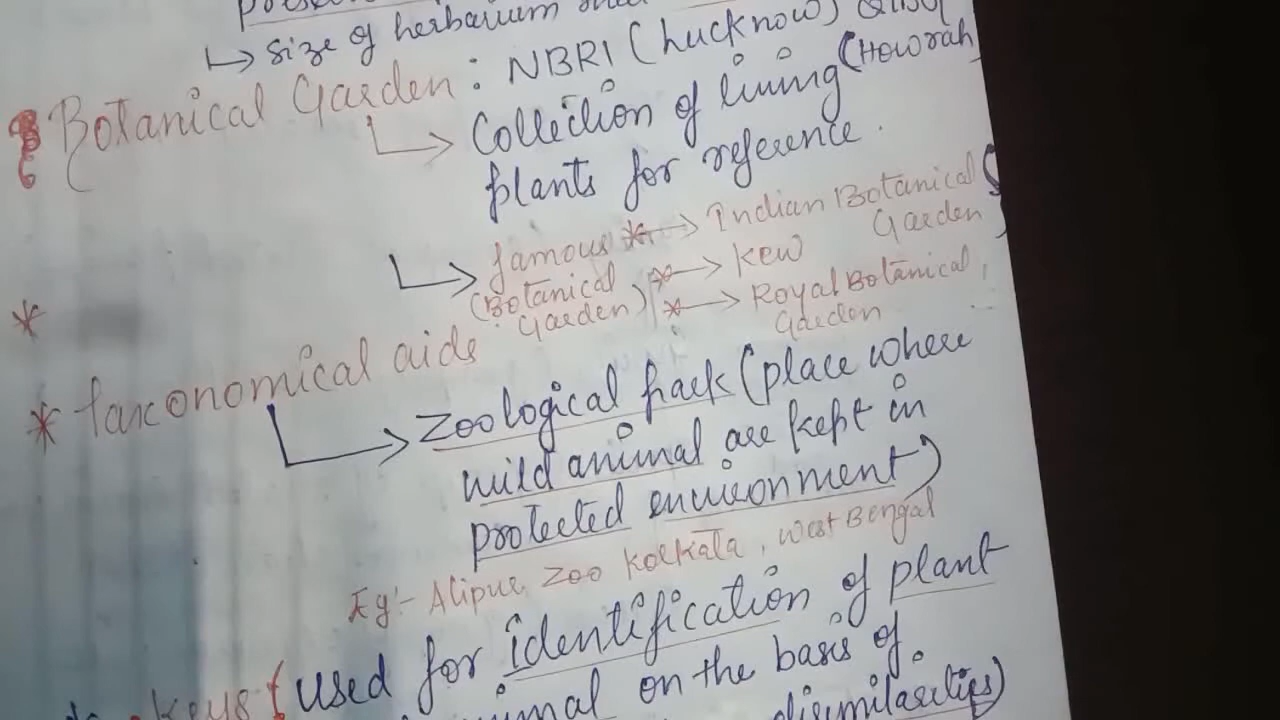 ↳ size of herbarium
Botanical Garden : NBRI (Lucknow)
(Howrah
↳ Collection of living
plants for reference.
↳ famous * → Indian Botanical
Garden
(Botanical * → Kew
Garden) * → Royal Botanical
Garden
*
* Taxonomical aids
↳ Zoological park (place where
wild animal are kept in
protected environment)
Eg:- Alipur Zoo Kolkata, West Bengal
keys (used for identification of plant
on the basis of
dissimilarities)